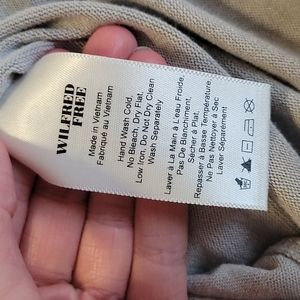 WILFRED
FREE
Made in Vietnam
Fabriqué au Vietnam
Hand Wash Cold,
No Bleach, Dry Flat,
Low Iron, Do Not Dry Clean
Wash Separately
Laver À La Main À L'eau Froide,
Pas De Blanchiment,
Sécher À Plat,
Repasser À Basse Température,
Ne Pas Nettoyer À Sec
Laver Séparément